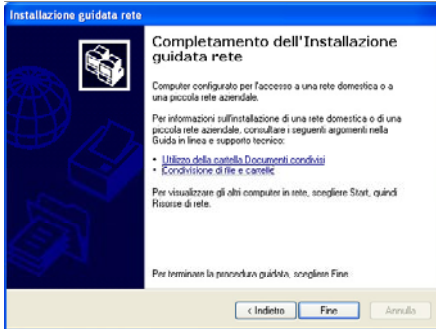 Installazione guidata rete
Completamento dell'Installazione
guidata rete
Computer configurato per l'accesso a una rete domestica o a
una piccola rete aziendale.
Per informazioni sull'installazione di una rete domestica o di una
piccola rete aziendale, consultare i seguenti argomenti nella
Guida in linea e supporto tecnico:
• Utilizzo della cartella Documenti condivisi
• Condivisione di file e cartelle
Per visualizzare gli altri computer in rete, scegliere Start, quindi
Risorse di rete.
Per terminare la procedura guidata, scegliere Fine
< Indietro Fine Annulla